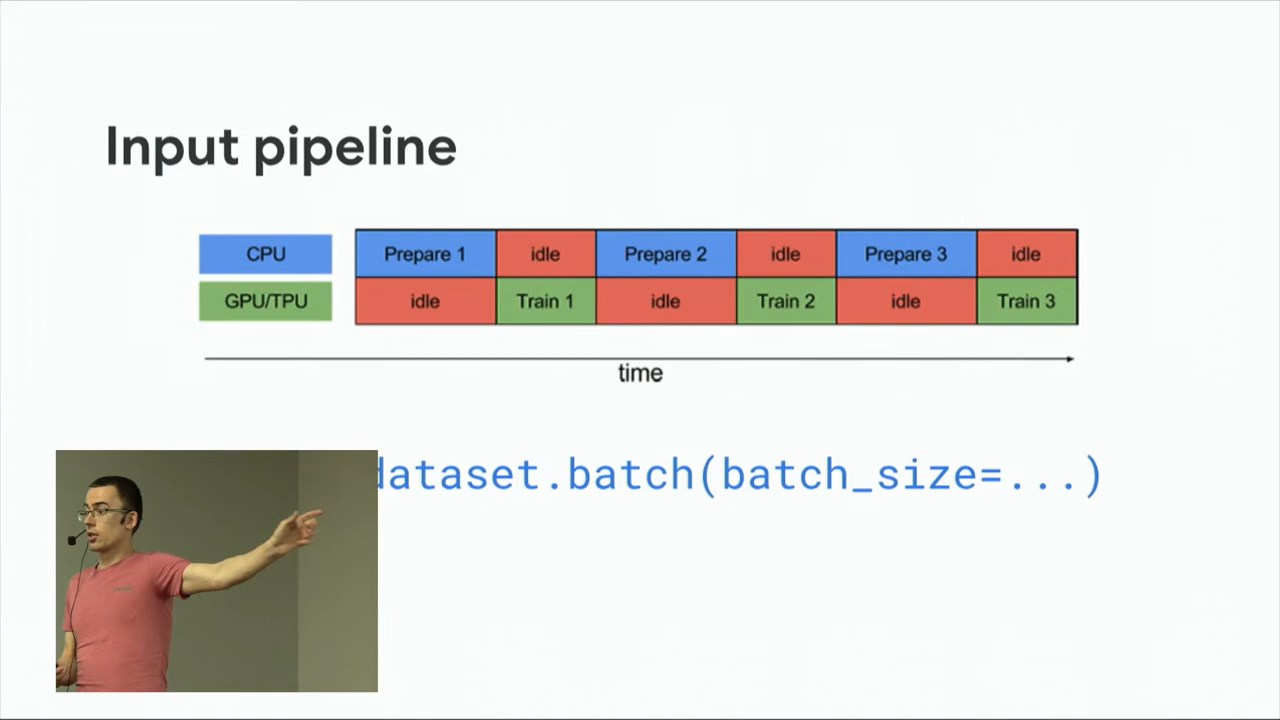 Input pipeline
CPU Prepare 1 idle Prepare 2 idle Prepare 3 idle
GPU/TPU idle Train 1 idle Train 2 idle Train 3
time
dataset.batch(batch_size=...)